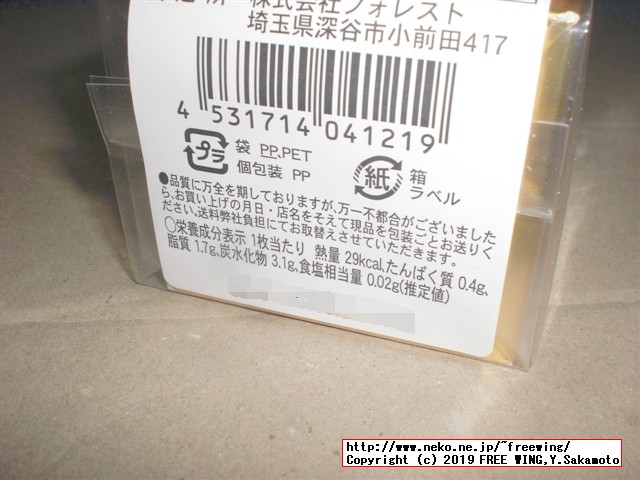 株式会社フォレスト
埼玉県深谷市小前田417
4 531714 041219
プラ
袋 PP,PET
個包装 PP
紙
箱
ラベル
●品質に万全を期しておりますが、万一不都合がございました
ら、お買い上げの月日・店名をそえて現品を包装ごとお送りく
ださい。送料弊社負担にてお取替えさせていただきます。
○栄養成分表示 1枚当たり 熱量 29kcal、たんぱく質 0.4g、
脂質 1.7g、炭水化物 3.1g、食塩相当量 0.02g(推定値)
http://www.neko.ne.jp/~freewing/
Copyright (c) 2019 FREE WING,Y.Sakamoto